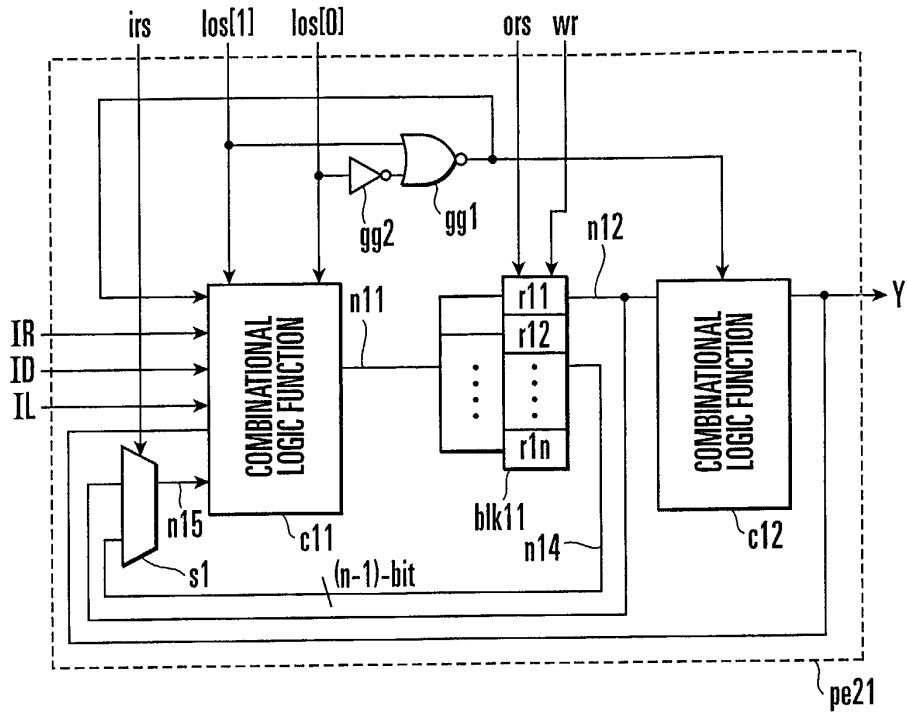 irs los[1] los[0] ors wr
gg2
gg1
n12
n11
r11
r12
r1n
Y
IR
ID
IL
COMBINATIONAL
LOGIC FUNCTION
COMBINATIONAL
LOGIC FUNCTION
n15
s1
c11
blk11
n14
c12
(n-1)-bit
pe21